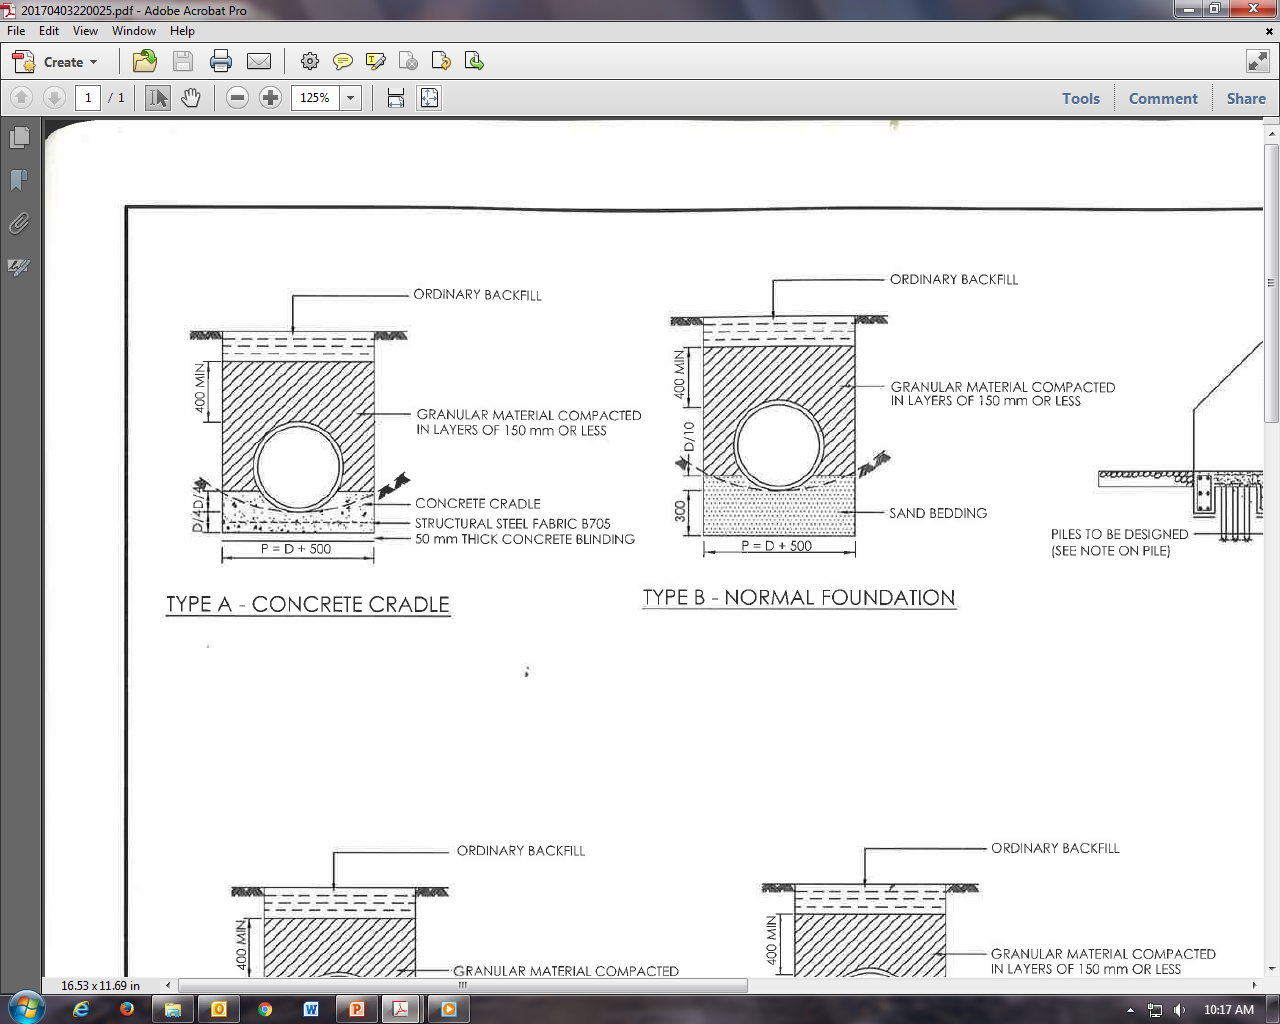 20170403220025.pdf - Adobe Acrobat Pro
File Edit View Window Help
Create
1 / 1 125% Tools Comment Share
ORDINARY BACKFILL
400 MIN
GRANULAR MATERIAL COMPACTED
IN LAYERS OF 150 mm OR LESS
D/4 D/4
CONCRETE CRADLE
STRUCTURAL STEEL FABRIC B705
50 mm THICK CONCRETE BLINDING
P = D + 500
TYPE A - CONCRETE CRADLE
ORDINARY BACKFILL
400 MIN
GRANULAR MATERIAL COMPACTED
IN LAYERS OF 150 mm OR LESS
D/10
300
SAND BEDDING
P = D + 500
TYPE B - NORMAL FOUNDATION
PILES TO BE DESIGNED
(SEE NOTE ON PILE)
ORDINARY BACKFILL
400 MIN
GRANULAR MATERIAL COMPACTED
ORDINARY BACKFILL
400 MIN
GRANULAR MATERIAL COMPACTED
IN LAYERS OF 150 mm OR LESS
16.53 x 11.69 in
10:17 AM